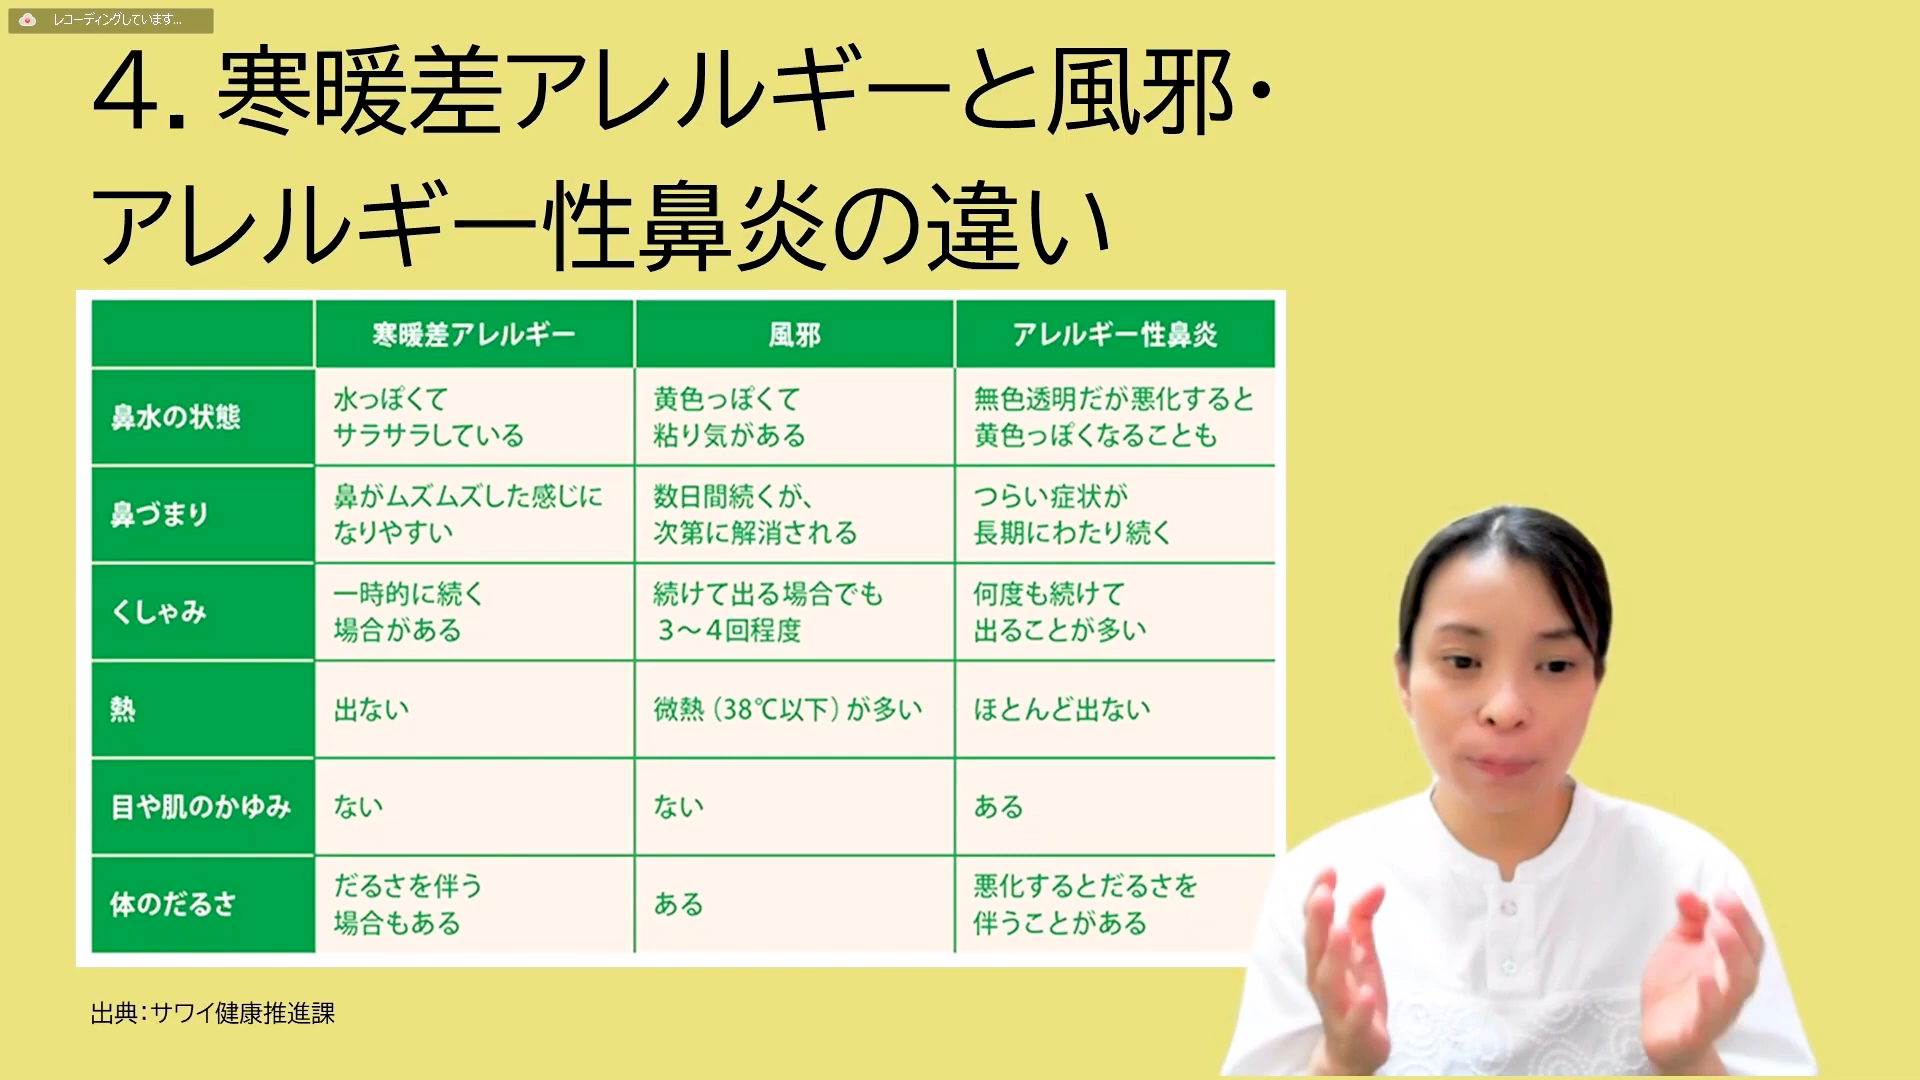 レコーディングしています...
4. 寒暖差アレルギーと風邪・
アレルギー性鼻炎の違い
寒暖差アレルギー 風邪 アレルギー性鼻炎
鼻水の状態
水っぽくて
サラサラしている
黄色っぽくて
粘り気がある
無色透明だが悪化すると
黄色っぽくなることも
鼻づまり
鼻がムズムズした感じに
なりやすい
数日間続くが、
次第に解消される
つらい症状が
長期にわたり続く
くしゃみ
一時的に続く
場合がある
続けて出る場合でも
3〜4回程度
何度も続けて
出ることが多い
熱
出ない
微熱（38℃以下）が多い
ほとんど出ない
目や肌のかゆみ
ない
ない
ある
体のだるさ
だるさを伴う
場合もある
ある
悪化するとだるさを
伴うことがある
出典：サワイ健康推進課